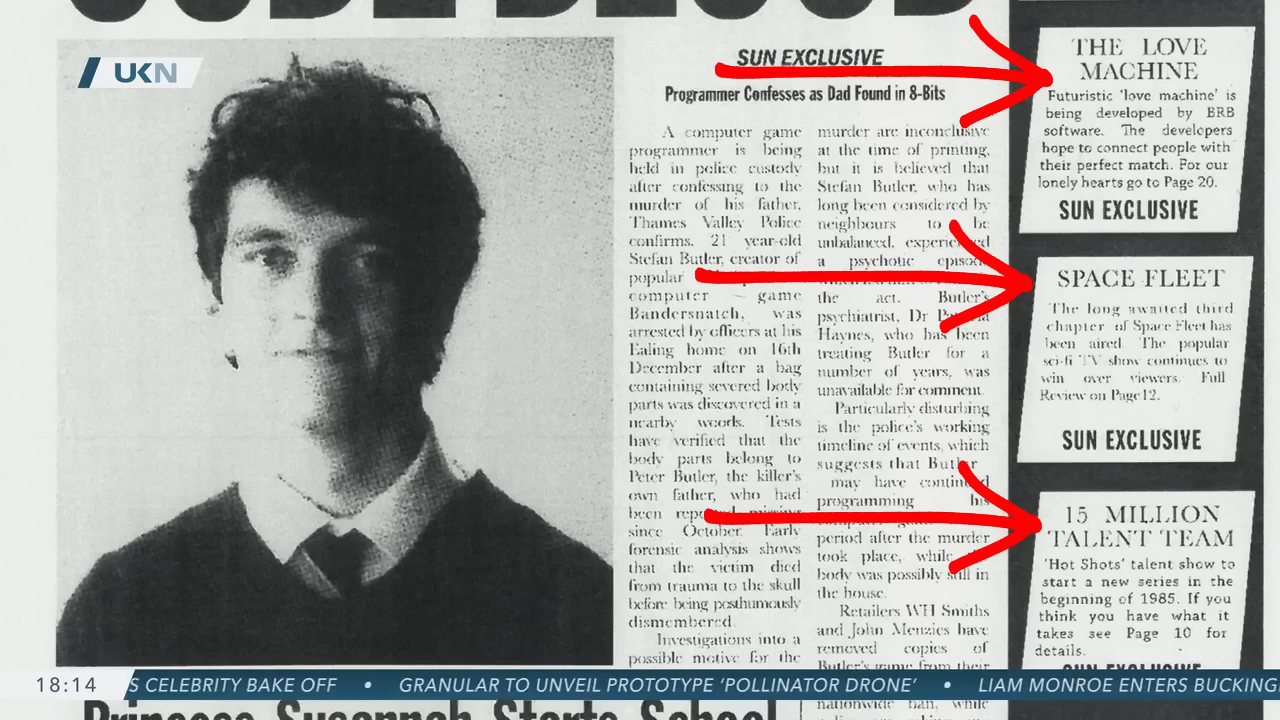 CODE BLOOD
UKN
SUN EXCLUSIVE
Programmer Confesses as Dad Found in 8-Bits
A computer game
programmer is being
held in police custody
after confessing to the
murder of his father,
Thames Valley Police
confirms. 21 year-old
Stefan Butler, creator of
popular
computer game
Bandersnatch, was
arrested by officers at his
Ealing home on 16th
December after a bag
containing severed body
parts was discovered in a
nearby woods. Tests
have verified that the
body parts belong to
Peter Butler, the killer's
own father, who had
been reported missing
since October. Early
forensic analysis shows
that the victim died
from trauma to the skull
before being posthumously
dismembered.
Investigations into a
possible motive for the
murder are inconclusive
at the time of printing,
but it is believed that
Stefan Butler, who has
long been considered by
neighbours to be
unbalanced, experienced
a psychotic episode
the act. Butler's
psychiatrist, Dr
Haynes, who has been
treating Butler for a
number of years, was
unavailable for comment.
Particularly disturbing
is the police's working
timeline of events, which
suggests that Butler
may have continued
programming his
period after the murder
took place, while
body was possibly still in
the house.
Retailers WH Smiths
and John Menzies have
removed copies of
Butler's game from their
nationwide ban, while
THE LOVE
MACHINE
Futuristic 'love machine' is
being developed by BRB
software. The developers
hope to connect people with
their perfect match. For our
lonely hearts go to Page 20.
SUN EXCLUSIVE
SPACE FLEET
The long awaited third
chapter of Space Fleet has
been aired. The popular
sci-fi TV show continues to
win over viewers. Full
Review on Page 12.
SUN EXCLUSIVE
15 MILLION
TALENT TEAM
'Hot Shots' talent show to
start a new series in the
beginning of 1985. If you
think you have what it
takes see Page 10 for
details.
SUN EXCLUSIVE
18:14 S CELEBRITY BAKE OFF • GRANULAR TO UNVEIL PROTOTYPE 'POLLINATOR DRONE' • LIAM MONROE ENTERS BUCKING
Princess Susannah Starts School